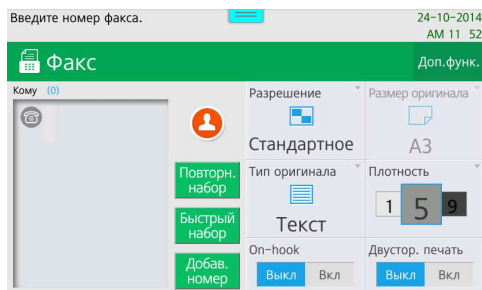 Введите номер факса.
24-10-2014
AM 11 52
Факс
Доп.функ.
Кому (0)
Повторн.
набор
Быстрый
набор
Добав.
номер
Разрешение
Стандартное
Размер оригинала
A3
Тип оригинала
Текст
Плотность
1 5 9
On-hook
Выкл Вкл
Двустор. печать
Выкл Вкл